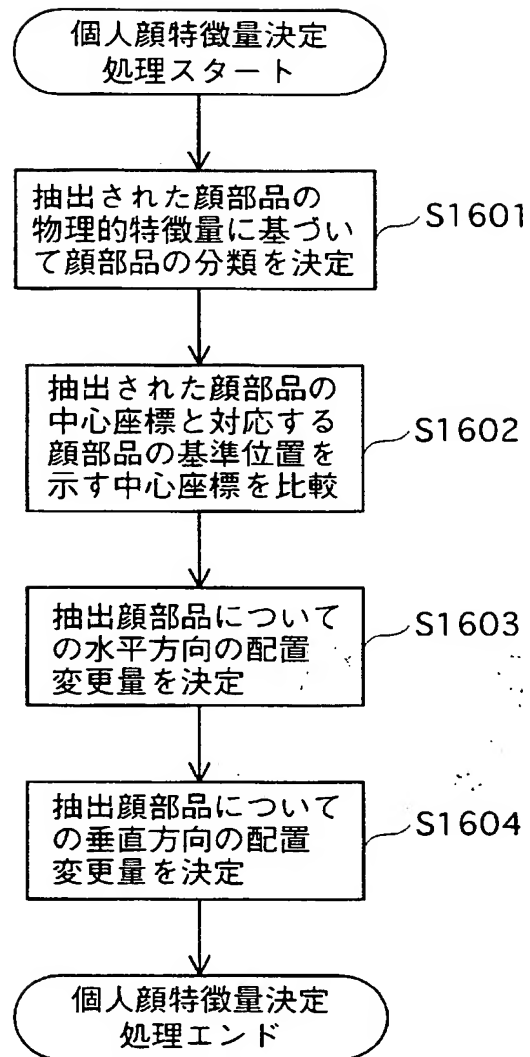 個人顔特徴量決定
処理スタート
抽出された顔部品の
物理的特徴量に基づい
て顔部品の分類を決定
S1601
抽出された顔部品の
中心座標と対応する
顔部品の基準位置を
示す中心座標を比較
S1602
抽出顔部品について
の水平方向の配置
変更量を決定
S1603
抽出顔部品について
の垂直方向の配置
変更量を決定
S1604
個人顔特徴量決定
処理エンド